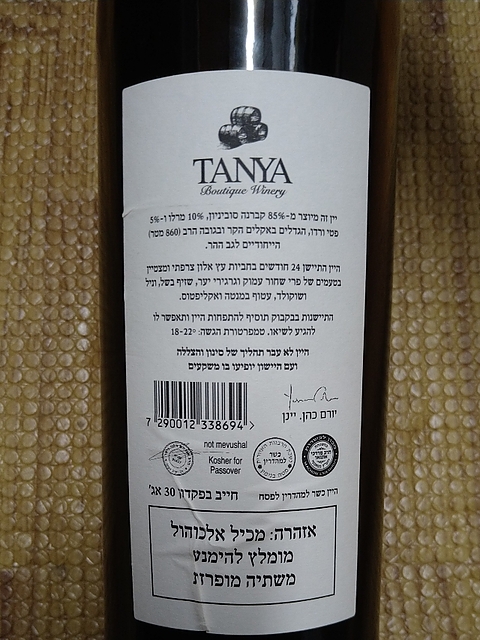 TANYA
Boutique Winery
יין זה מיוצר מ-85% קברנה סוביניון, 10% מרלו ו-5%
פטי ורדו, הגדלים באקלים הקר ובגובה הרב (860 מטר)
הייחודיים לגב ההר.
היין התיישן 24 חודשים בחביות עץ אלון צרפתי ומצטיין
בטעמים של פרי שחור עמוק וגרגירי יער, שזיף בשל, וניל
ושוקולד, עטוף במנטה ואקליפטוס.
התיישנות בבקבוק תוסיף להתפתחות היין ותאפשר לו
להגיע לשיאו. טמפרטורת הגשה: 18-22°
היין לא עבר תהליך של סינון והצללה
ועם היישון יופיעו בו משקעים
7 290012 338694 >
יורם כהן, יינן
not mevushal
Kosher for
Passover
כשר
למהדרין
היין כשר למהדרין לפסח
חייב בפקדון 30 אג'
אזהרה: מכיל אלכוהול
מומלץ להימנע
משתיה מופרזת